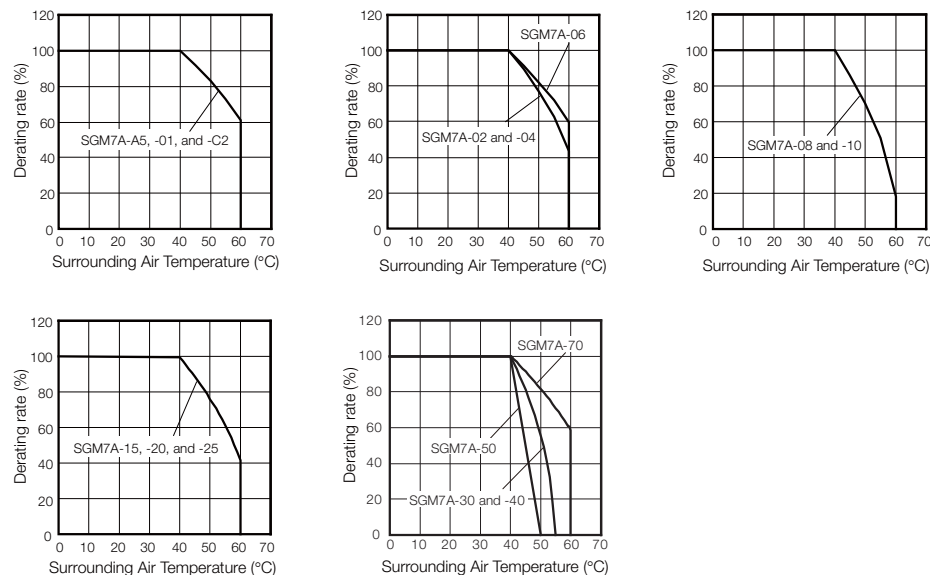 Derating rate (%)
120
100
80
60
40
20
0
SGM7A-A5, -01, and -C2
0 10 20 30 40 50 60 70
Surrounding Air Temperature (°C)
Derating rate (%)
120
100
80
60
40
20
0
SGM7A-06
SGM7A-02 and -04
0 10 20 30 40 50 60 70
Surrounding Air Temperature (°C)
Derating rate (%)
120
100
80
60
40
20
0
SGM7A-08 and -10
0 10 20 30 40 50 60 70
Surrounding Air Temperature (°C)
Derating rate (%)
120
100
80
60
40
20
0
SGM7A-15, -20, and -25
0 10 20 30 40 50 60 70
Surrounding Air Temperature (°C)
Derating rate (%)
120
100
80
60
40
20
0
SGM7A-70
SGM7A-50
SGM7A-30 and -40
0 10 20 30 40 50 60 70
Surrounding Air Temperature (°C)